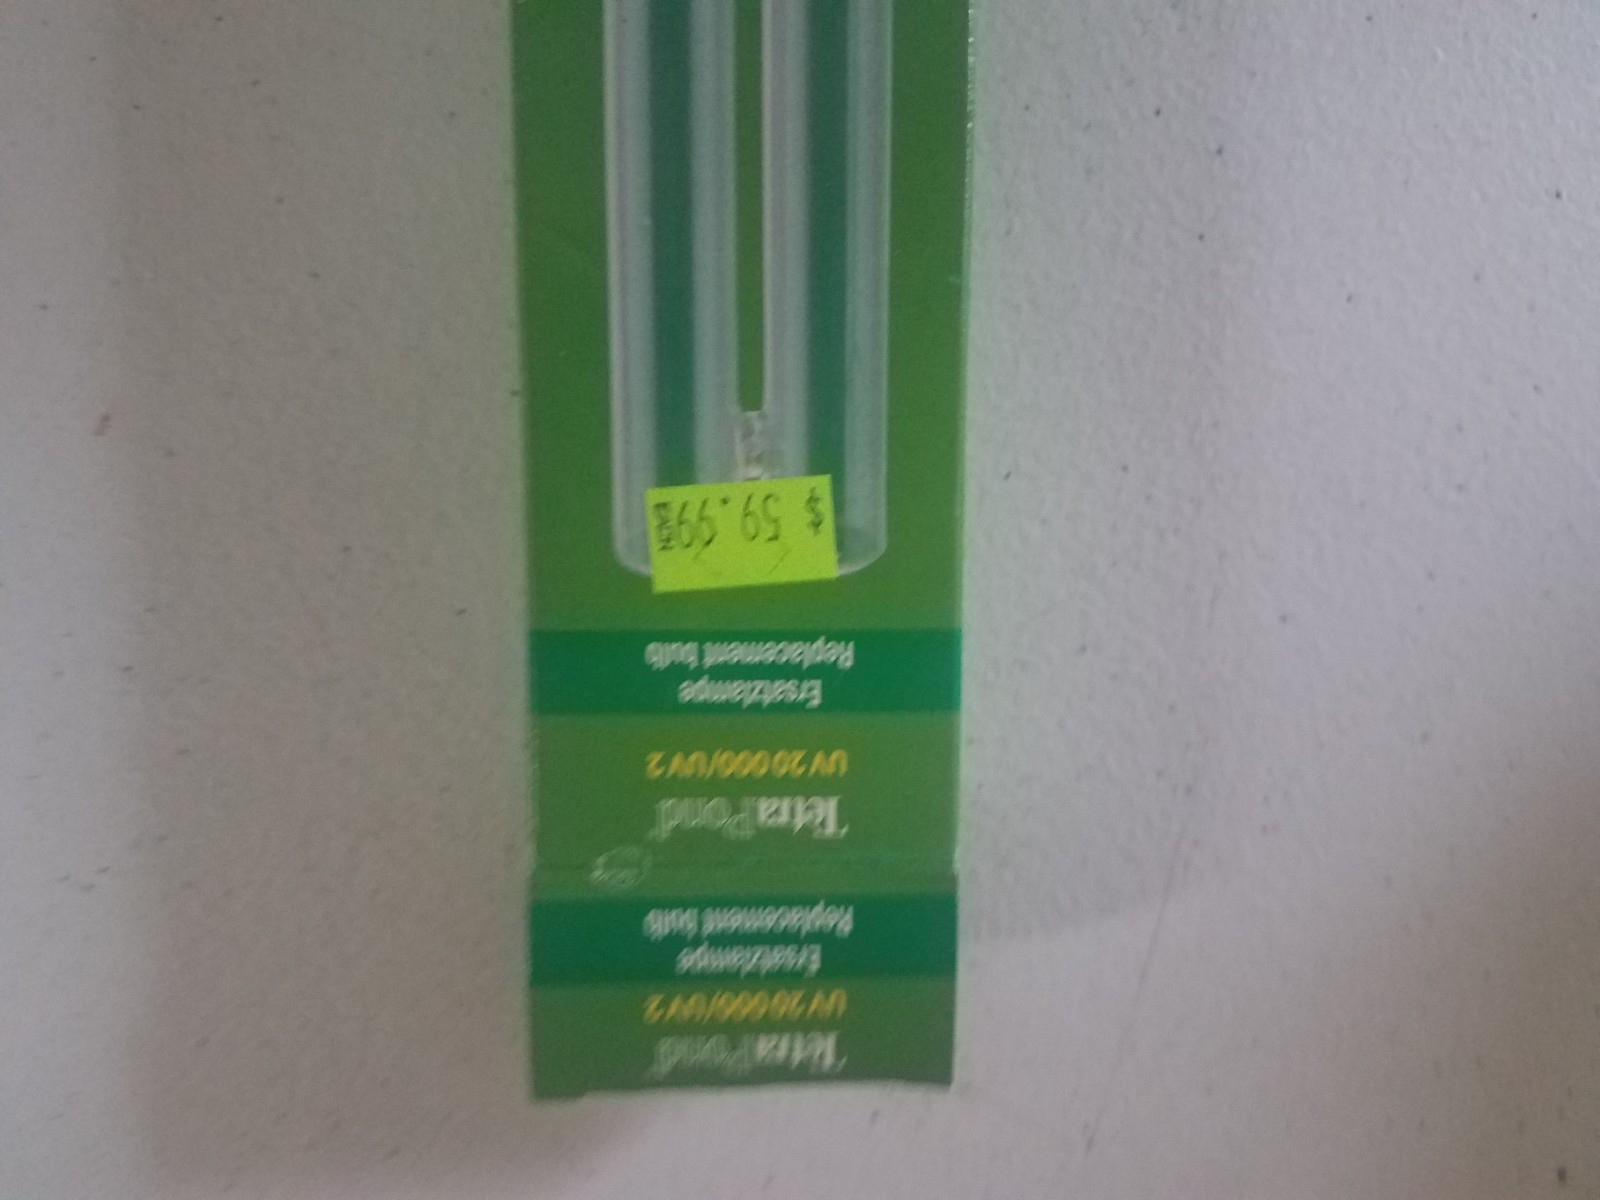 TetraPond
UV 20 000/UV 2
Ersatzlampe
Replacement bulb
TetraPond
UV 20 000/UV 2
Ersatzlampe
Replacement bulb
$ 59.99 EACH